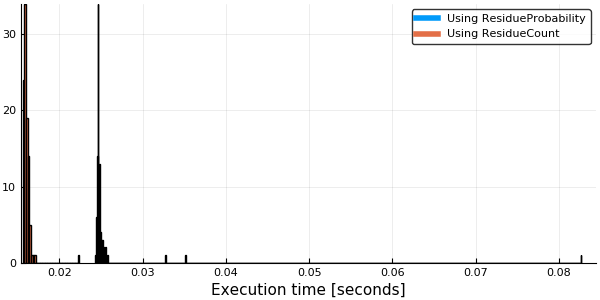 Using ResidueProbability
Using ResidueCount
30
20
10
0
0.02 0.03 0.04 0.05 0.06 0.07 0.08
Execution time [seconds]